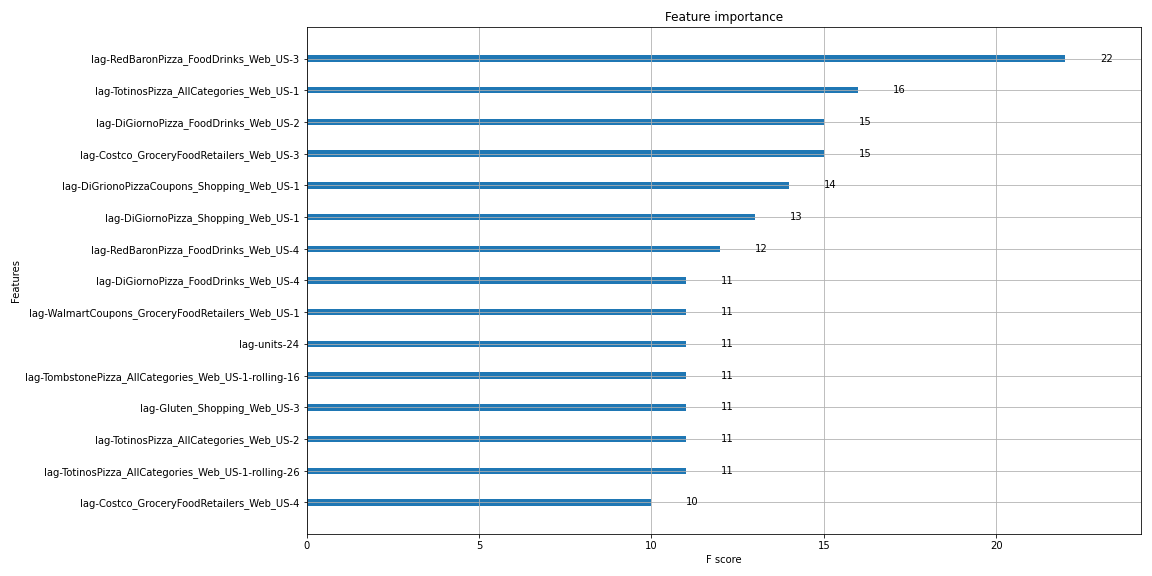 Feature importance
lag-RedBaronPizza_FoodDrinks_Web_US-3
22
lag-TotinosPizza_AllCategories_Web_US-1
16
lag-DiGiornoPizza_FoodDrinks_Web_US-2
15
lag-Costco_GroceryFoodRetailers_Web_US-3
15
lag-DiGrionoPizzaCoupons_Shopping_Web_US-1
14
lag-DiGiornoPizza_Shopping_Web_US-1
13
lag-RedBaronPizza_FoodDrinks_Web_US-4
12
lag-DiGiornoPizza_FoodDrinks_Web_US-4
11
lag-WalmartCoupons_GroceryFoodRetailers_Web_US-1
11
lag-units-24
11
lag-TombstonePizza_AllCategories_Web_US-1-rolling-16
11
lag-Gluten_Shopping_Web_US-3
11
lag-TotinosPizza_AllCategories_Web_US-2
11
lag-TotinosPizza_AllCategories_Web_US-1-rolling-26
11
lag-Costco_GroceryFoodRetailers_Web_US-4
10
Features
0 5 10 15 20
F score